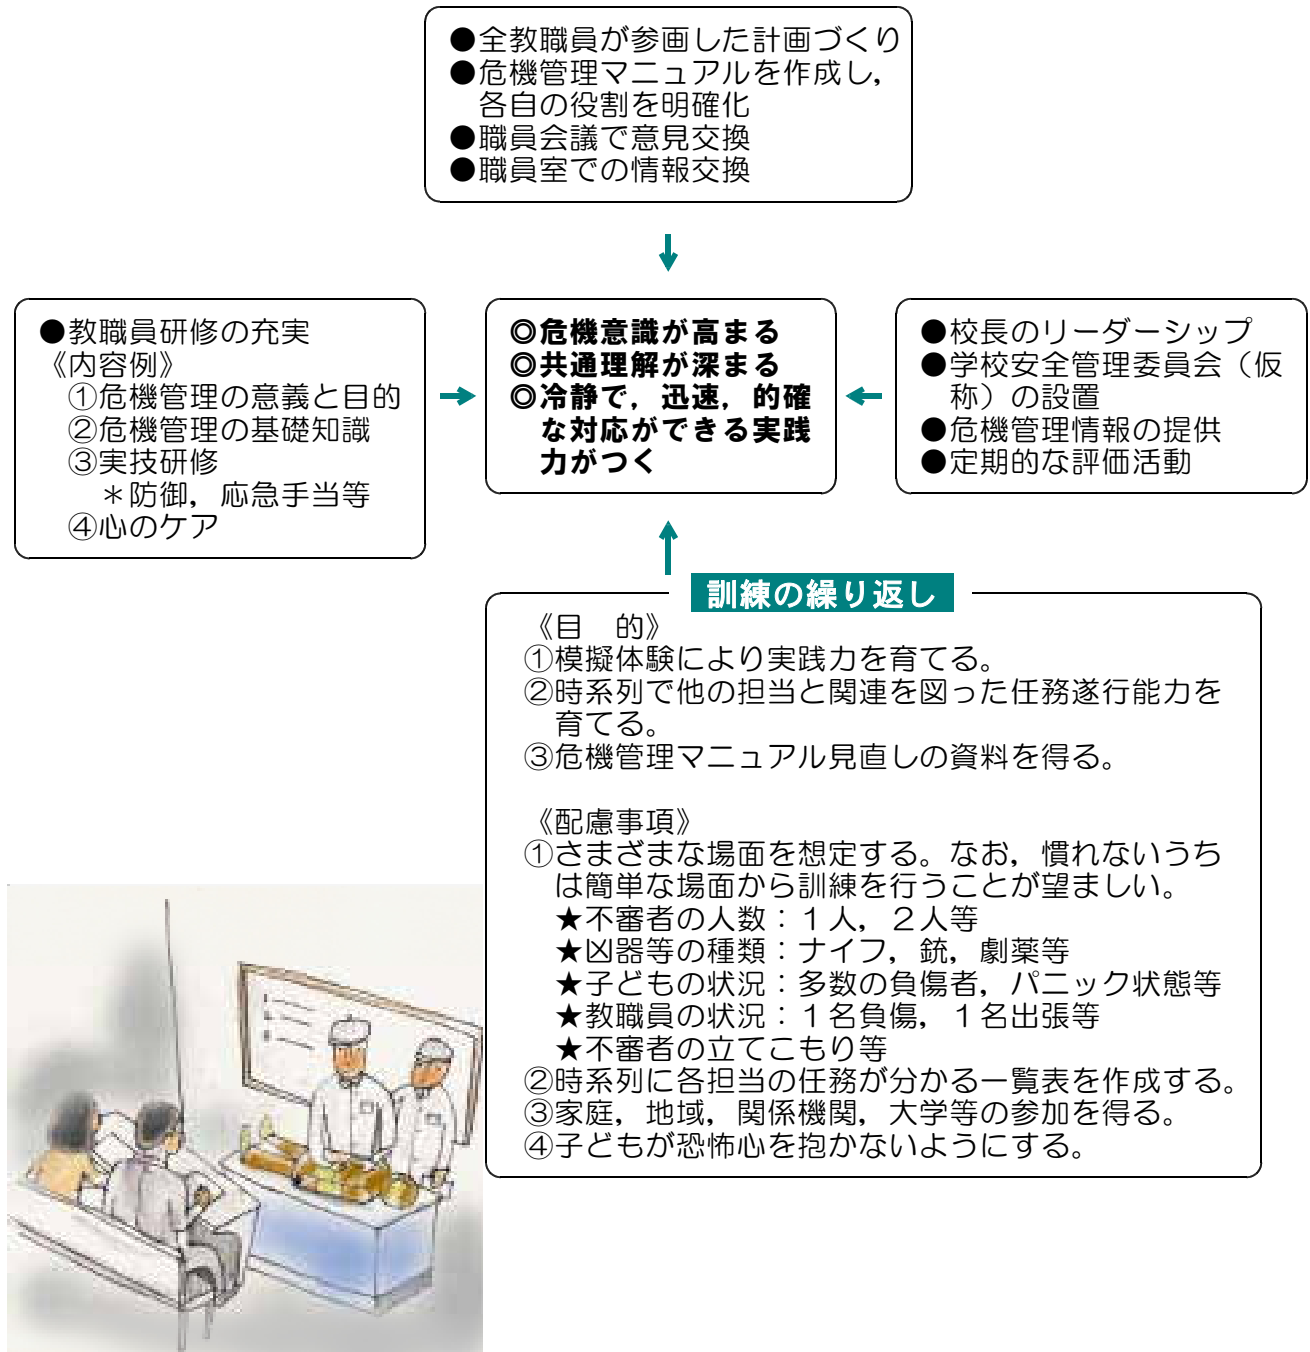 ●全教職員が参画した計画づくり
●危機管理マニュアルを作成し，
各自の役割を明確化
●職員会議で意見交換
●職員室での情報交換
●教職員研修の充実
《内容例》
①危機管理の意義と目的
②危機管理の基礎知識
③実技研修
＊防御，応急手当等
④心のケア
◎危機意識が高まる
◎共通理解が深まる
◎冷静で，迅速，的確
な対応ができる実践
力がつく
●校長のリーダーシップ
●学校安全管理委員会（仮
称）の設置
●危機管理情報の提供
●定期的な評価活動
訓練の繰り返し
《目　的》
①模擬体験により実践力を育てる。
②時系列で他の担当と関連を図った任務遂行能力を
育てる。
③危機管理マニュアル見直しの資料を得る。
《配慮事項》
①さまざまな場面を想定する。なお，慣れないうち
は簡単な場面から訓練を行うことが望ましい。
★不審者の人数：１人，２人等
★凶器等の種類：ナイフ，銃，劇薬等
★子どもの状況：多数の負傷者，パニック状態等
★教職員の状況：１名負傷，１名出張等
★不審者の立てこもり等
②時系列に各担当の任務が分かる一覧表を作成する。
③家庭，地域，関係機関，大学等の参加を得る。
④子どもが恐怖心を抱かないようにする。